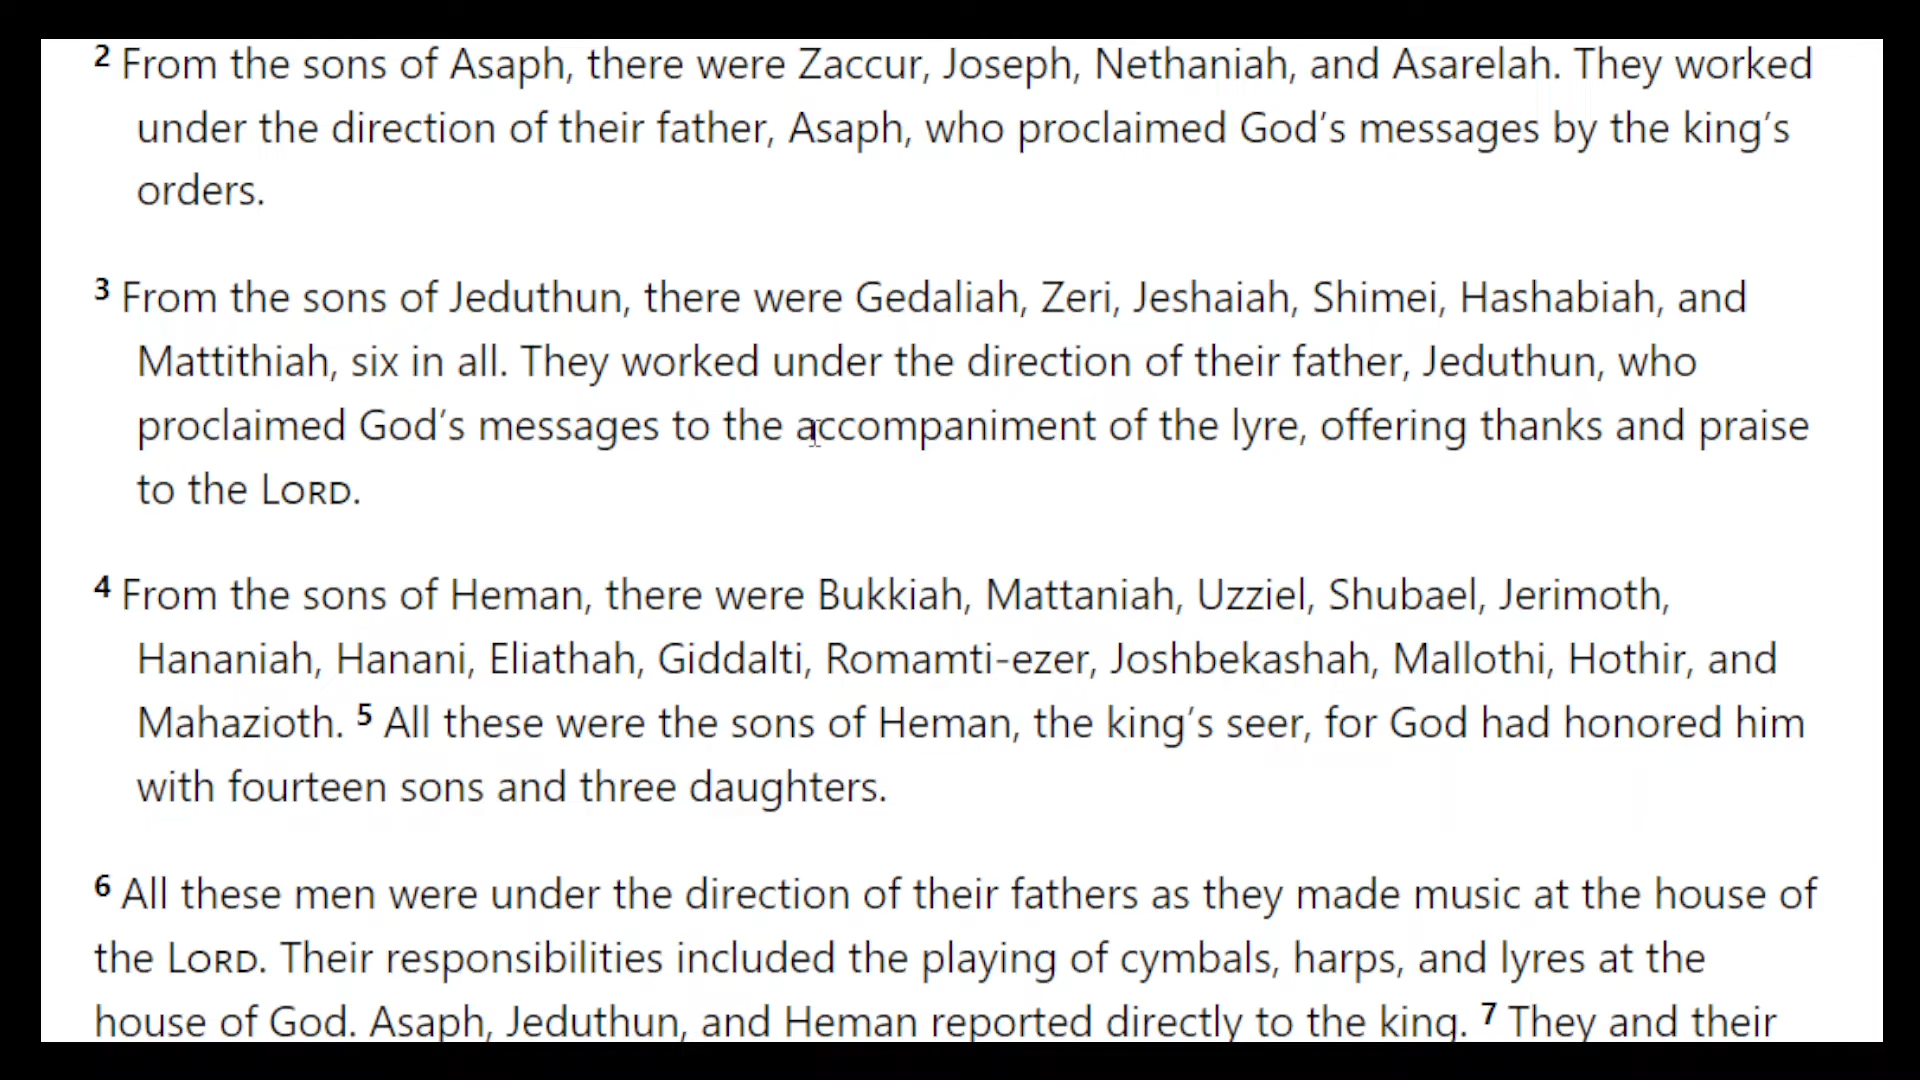 2 From the sons of Asaph, there were Zaccur, Joseph, Nethaniah, and Asarelah. They worked
under the direction of their father, Asaph, who proclaimed God’s messages by the king’s
orders.
3 From the sons of Jeduthun, there were Gedaliah, Zeri, Jeshaiah, Shimei, Hashabiah, and
Mattithiah, six in all. They worked under the direction of their father, Jeduthun, who
proclaimed God’s messages to the accompaniment of the lyre, offering thanks and praise
to the LORD.
4 From the sons of Heman, there were Bukkiah, Mattaniah, Uzziel, Shubael, Jerimoth,
Hananiah, Hanani, Eliathah, Giddalti, Romamti-ezer, Joshbekashah, Mallothi, Hothir, and
Mahazioth. 5 All these were the sons of Heman, the king’s seer, for God had honored him
with fourteen sons and three daughters.
6 All these men were under the direction of their fathers as they made music at the house of
the LORD. Their responsibilities included the playing of cymbals, harps, and lyres at the
house of God. Asaph, Jeduthun, and Heman reported directly to the king. 7 They and their